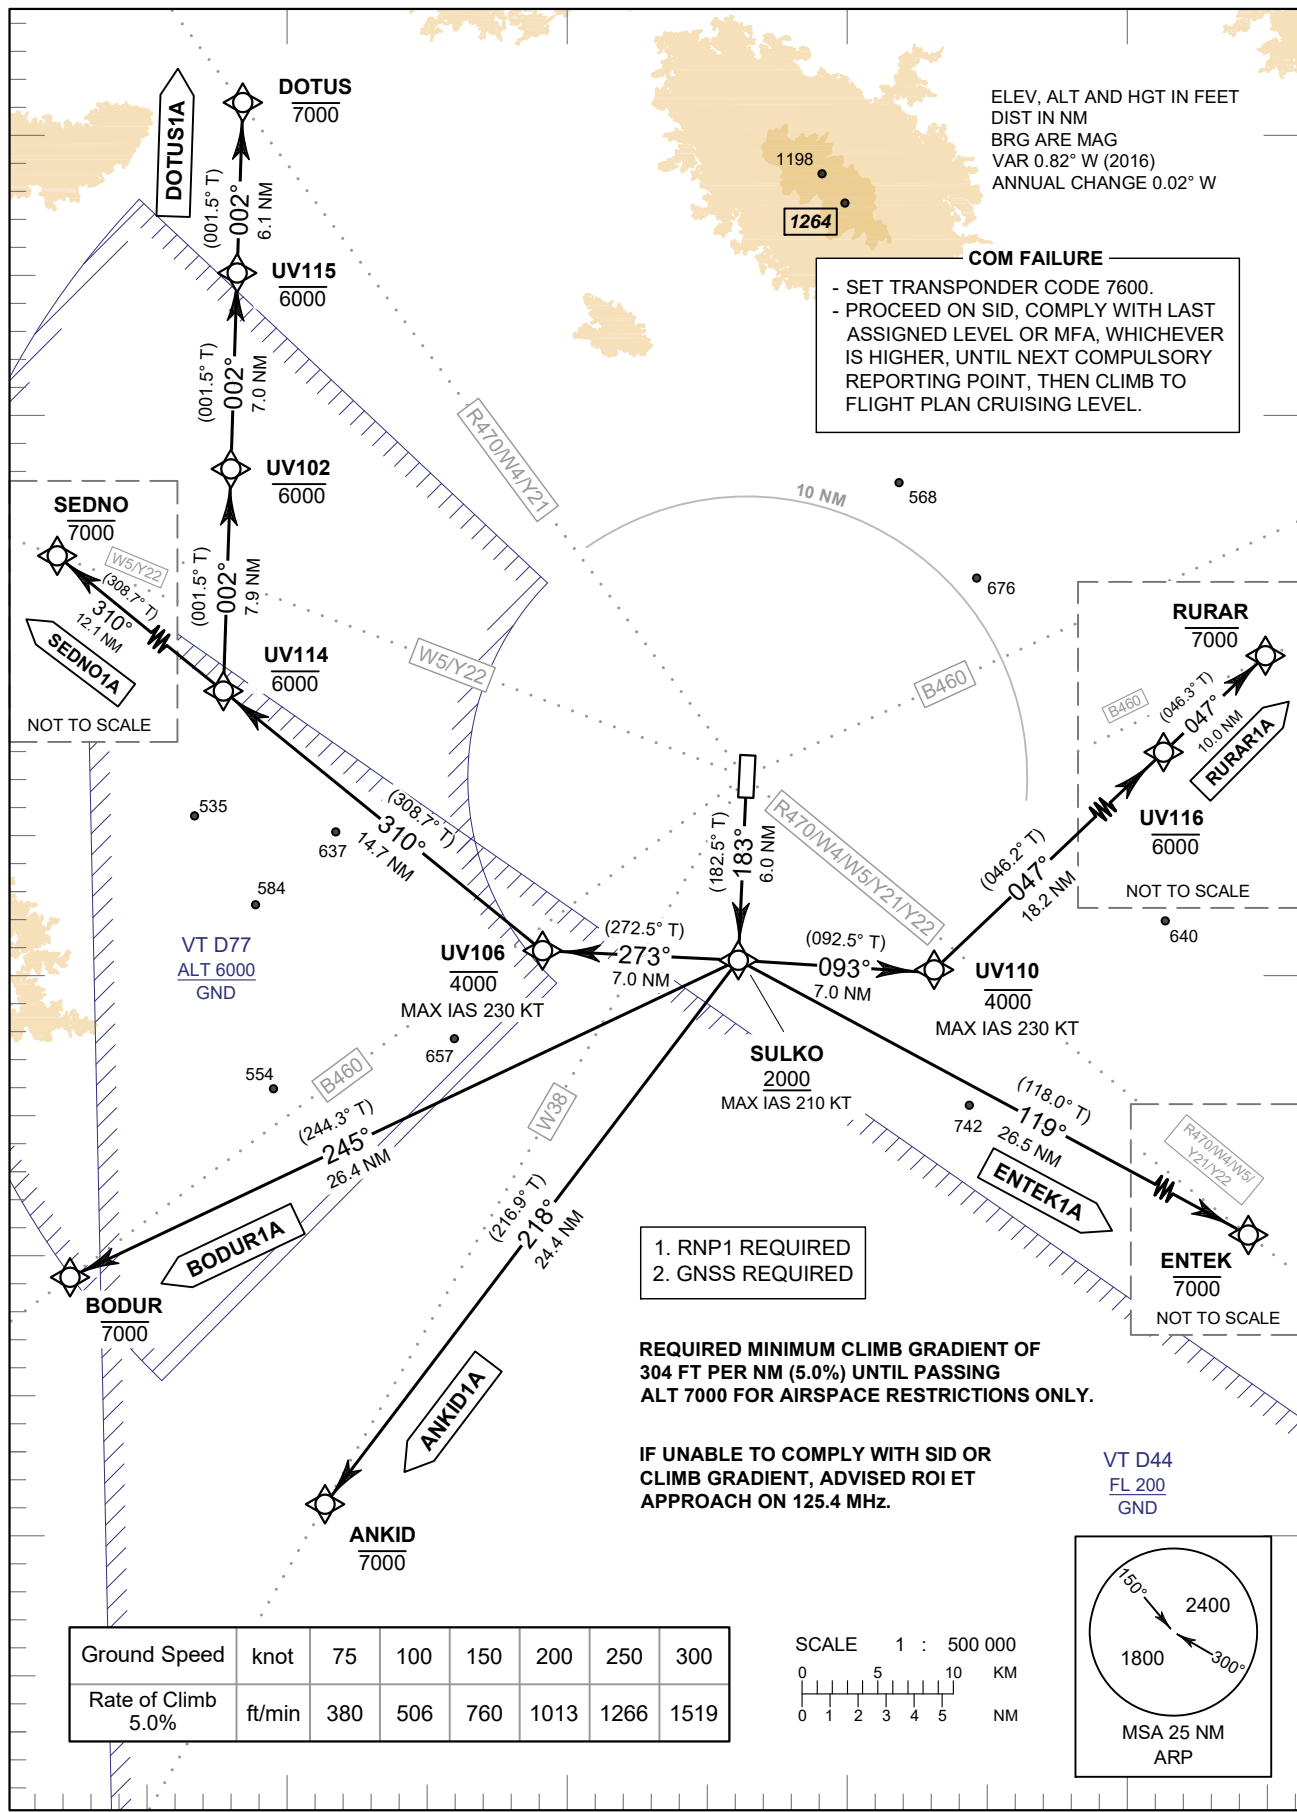 DOTUS
7000
DOTUS1A
(001.5° T)
002°
6.1 NM
UV115
6000
(001.5° T)
002°
7.0 NM
UV102
6000
(001.5° T)
002°
7.9 NM
UV114
6000
ELEV, ALT AND HGT IN FEET
DIST IN NM
BRG ARE MAG
VAR 0.82° W (2016)
ANNUAL CHANGE 0.02° W
1198
1264
COM FAILURE
- SET TRANSPONDER CODE 7600.
- PROCEED ON SID, COMPLY WITH LAST
ASSIGNED LEVEL OR MFA, WHICHEVER
IS HIGHER, UNTIL NEXT COMPULSORY
REPORTING POINT, THEN CLIMB TO
FLIGHT PLAN CRUISING LEVEL.
R470/W4/Y21
10 NM
568
676
SEDNO
7000
W5/Y22
(308.7° T)
310°
12.1 NM
SEDNO1A
NOT TO SCALE
W5/Y22
B460
RURAR
7000
B460
(046.3° T)
047°
10.0 NM
RURAR1A
UV116
6000
NOT TO SCALE
640
535
637
584
(308.7° T)
310°
14.7 NM
(182.5° T)
183°
6.0 NM
R470/W4/W5/Y21/Y22
(046.2° T)
047°
18.2 NM
VT D77
ALT 6000
GND
UV106
4000
MAX IAS 230 KT
(272.5° T)
273°
7.0 NM
(092.5° T)
093°
7.0 NM
UV110
4000
MAX IAS 230 KT
SULKO
2000
MAX IAS 210 KT
657
554
B460
W38
742
(118.0° T)
119°
26.5 NM
ENTEK1A
R470/W4/W5/
Y21/Y22
ENTEK
7000
NOT TO SCALE
(244.3° T)
245°
26.4 NM
BODUR1A
BODUR
7000
(216.9° T)
218°
24.4 NM
ANKID1A
ANKID
7000
1. RNP1 REQUIRED
2. GNSS REQUIRED
REQUIRED MINIMUM CLIMB GRADIENT OF
304 FT PER NM (5.0%) UNTIL PASSING
ALT 7000 FOR AIRSPACE RESTRICTIONS ONLY.
IF UNABLE TO COMPLY WITH SID OR
CLIMB GRADIENT, ADVISED ROI ET
APPROACH ON 125.4 MHz.
VT D44
FL 200
GND
Ground Speed knot 75 100 150 200 250 300
Rate of Climb
5.0% ft/min 380 506 760 1013 1266 1519
SCALE 1 : 500 000
0 5 10 KM
0 1 2 3 4 5 NM
150°
2400
1800
300°
MSA 25 NM
ARP